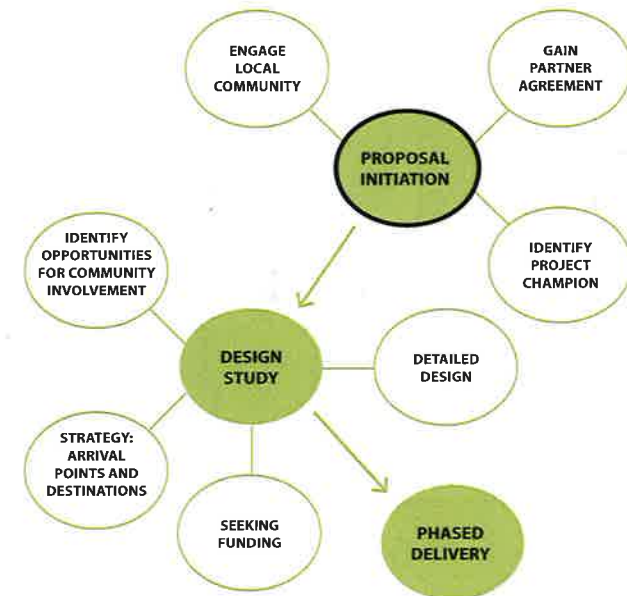 ENGAGE
LOCAL
COMMUNITY
GAIN
PARTNER
AGREEMENT
PROPOSAL
INITIATION
IDENTIFY
PROJECT
CHAMPION
IDENTIFY
OPPORTUNITIES
FOR COMMUNITY
INVOLVEMENT
DESIGN
STUDY
DETAILED
DESIGN
STRATEGY:
ARRIVAL
POINTS AND
DESTINATIONS
SEEKING
FUNDING
PHASED
DELIVERY